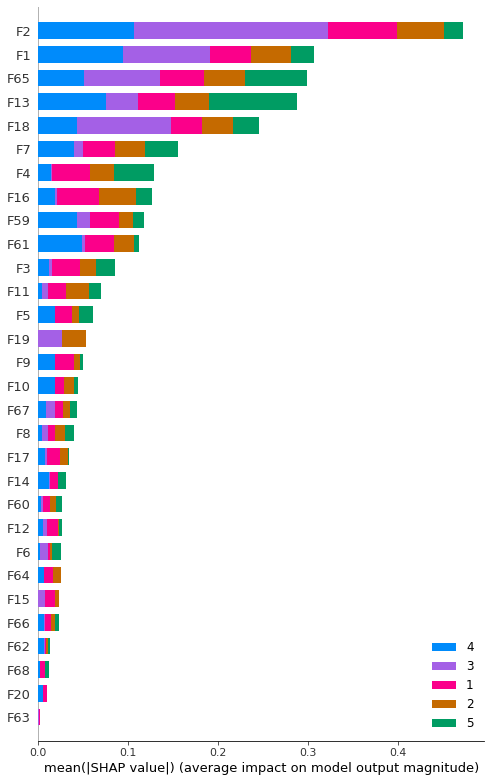 F2
F1
F65
F13
F18
F7
F4
F16
F59
F61
F3
F11
F5
F19
F9
F10
F67
F8
F17
F14
F60
F12
F6
F64
F15
F66
F62
F68
F20
F63
4
3
1
2
5
0.0 0.1 0.2 0.3 0.4
mean(|SHAP value|) (average impact on model output magnitude)